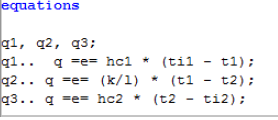 equations
q1, q2, q3;
q1.. q =e= hc1 * (ti1 - t1);
q2.. q =e= (k/l) * (t1 - t2);
q3.. q =e= hc2 * (t2 - ti2);